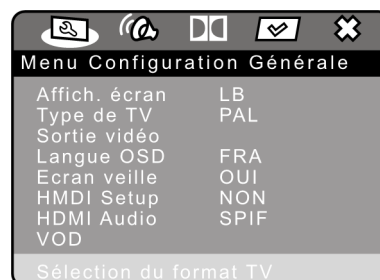 Menu Configuration Générale
Affich. écran LB
Type de TV PAL
Sortie vidéo
Langue OSD FRA
Ecran veille OUI
HMDI Setup NON
HDMI Audio SPIF
VOD
Sélection du format TV